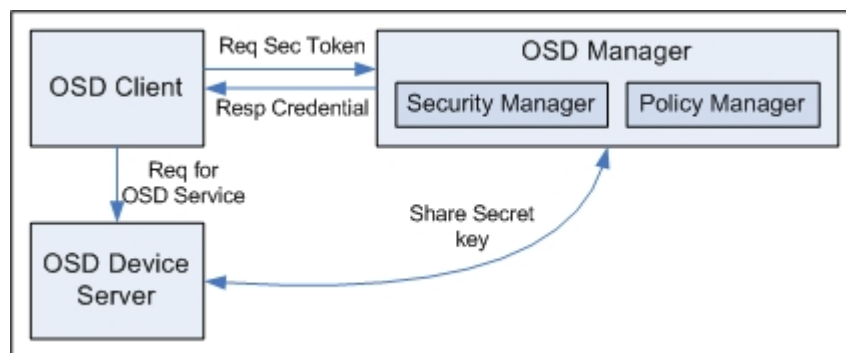 OSD Client
Req Sec Token
Resp Credential
OSD Manager
Security Manager
Policy Manager
Req for
OSD Service
Share Secret
key
OSD Device
Server